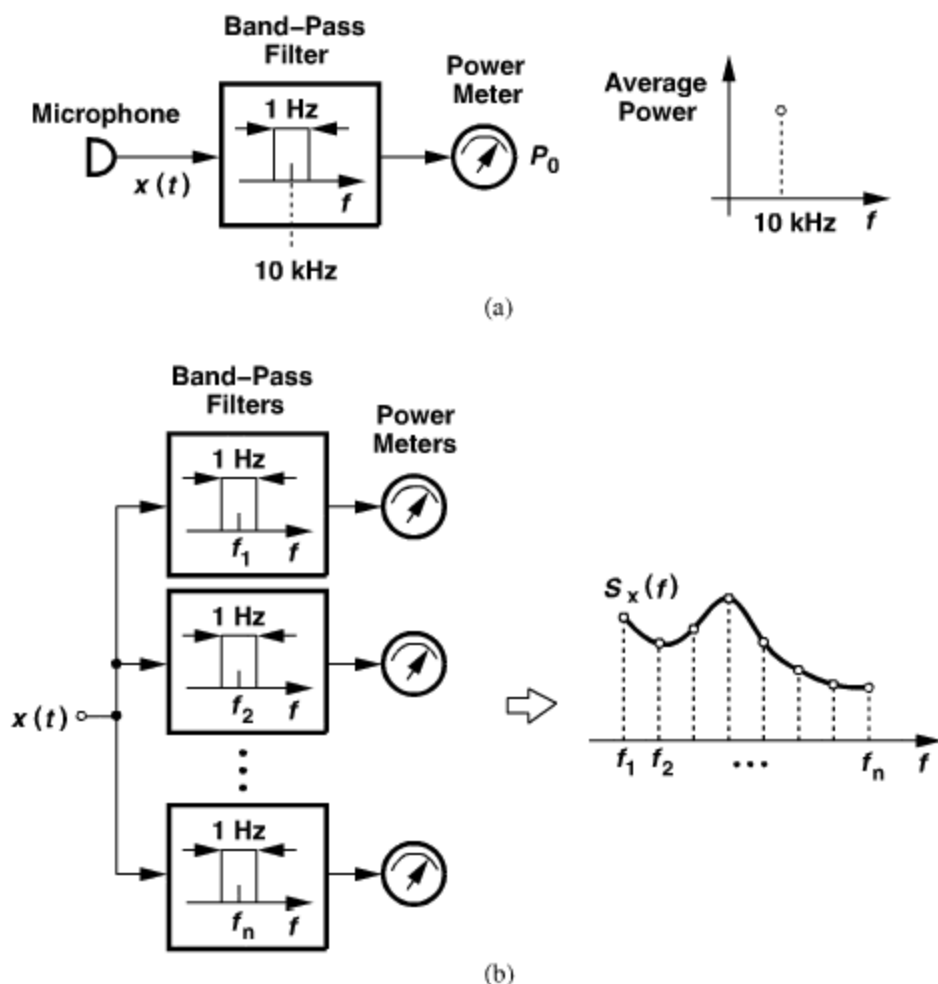 Band–Pass
Filter
Power
Meter
Average
Power
Microphone
1 Hz
x (t)
f
P0
10 kHz
10 kHz
f
(a)
Band–Pass
Filters
Power
Meters
1 Hz
f1
f
1 Hz
f2
f
x (t)
1 Hz
fn
f
Sx (f)
f1
f2
...
fn
f
(b)